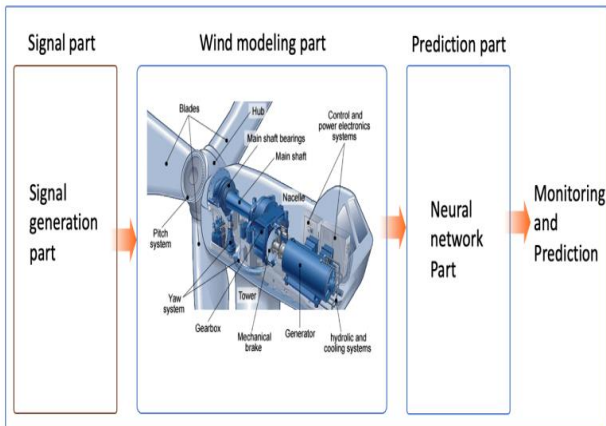 Signal part
Wind modeling part
Prediction part
Signal
generation
part
Blades
Hub
Main shaft bearings
Main shaft
Control and
power electronics
systems
Nacelle
Pitch
system
Yaw
system
Tower
Gearbox
Mechanical
brake
Generator
hydrolic and
cooling systems
Neural
network
Part
Monitoring
and
Prediction